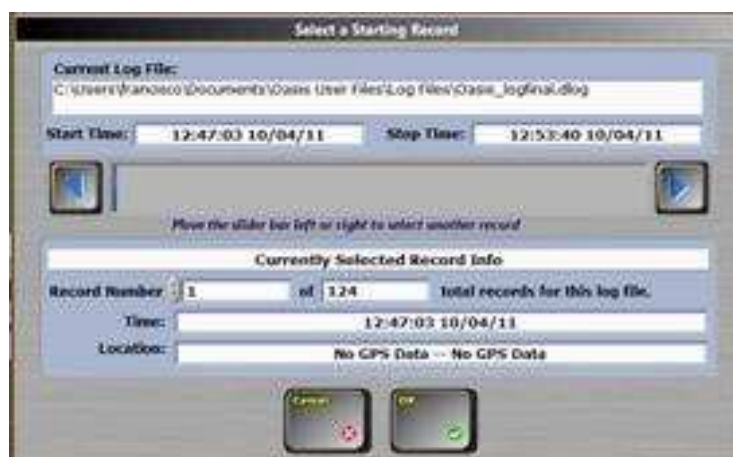 Select a Starting Record
Current Log File:
C:\Users\francisco\Documents\Oasis User Files\Log Files\Oasis_logfinal.dlog
Start Time: 12:47:03 10/04/11 Stop Time: 12:53:40 10/04/11
Move the slider bar left or right to select another record
Currently Selected Record Info
Record Number 1 of 124 total records for this log file.
Time: 12:47:03 10/04/11
Location: No GPS Data -- No GPS Data
Cancel OK